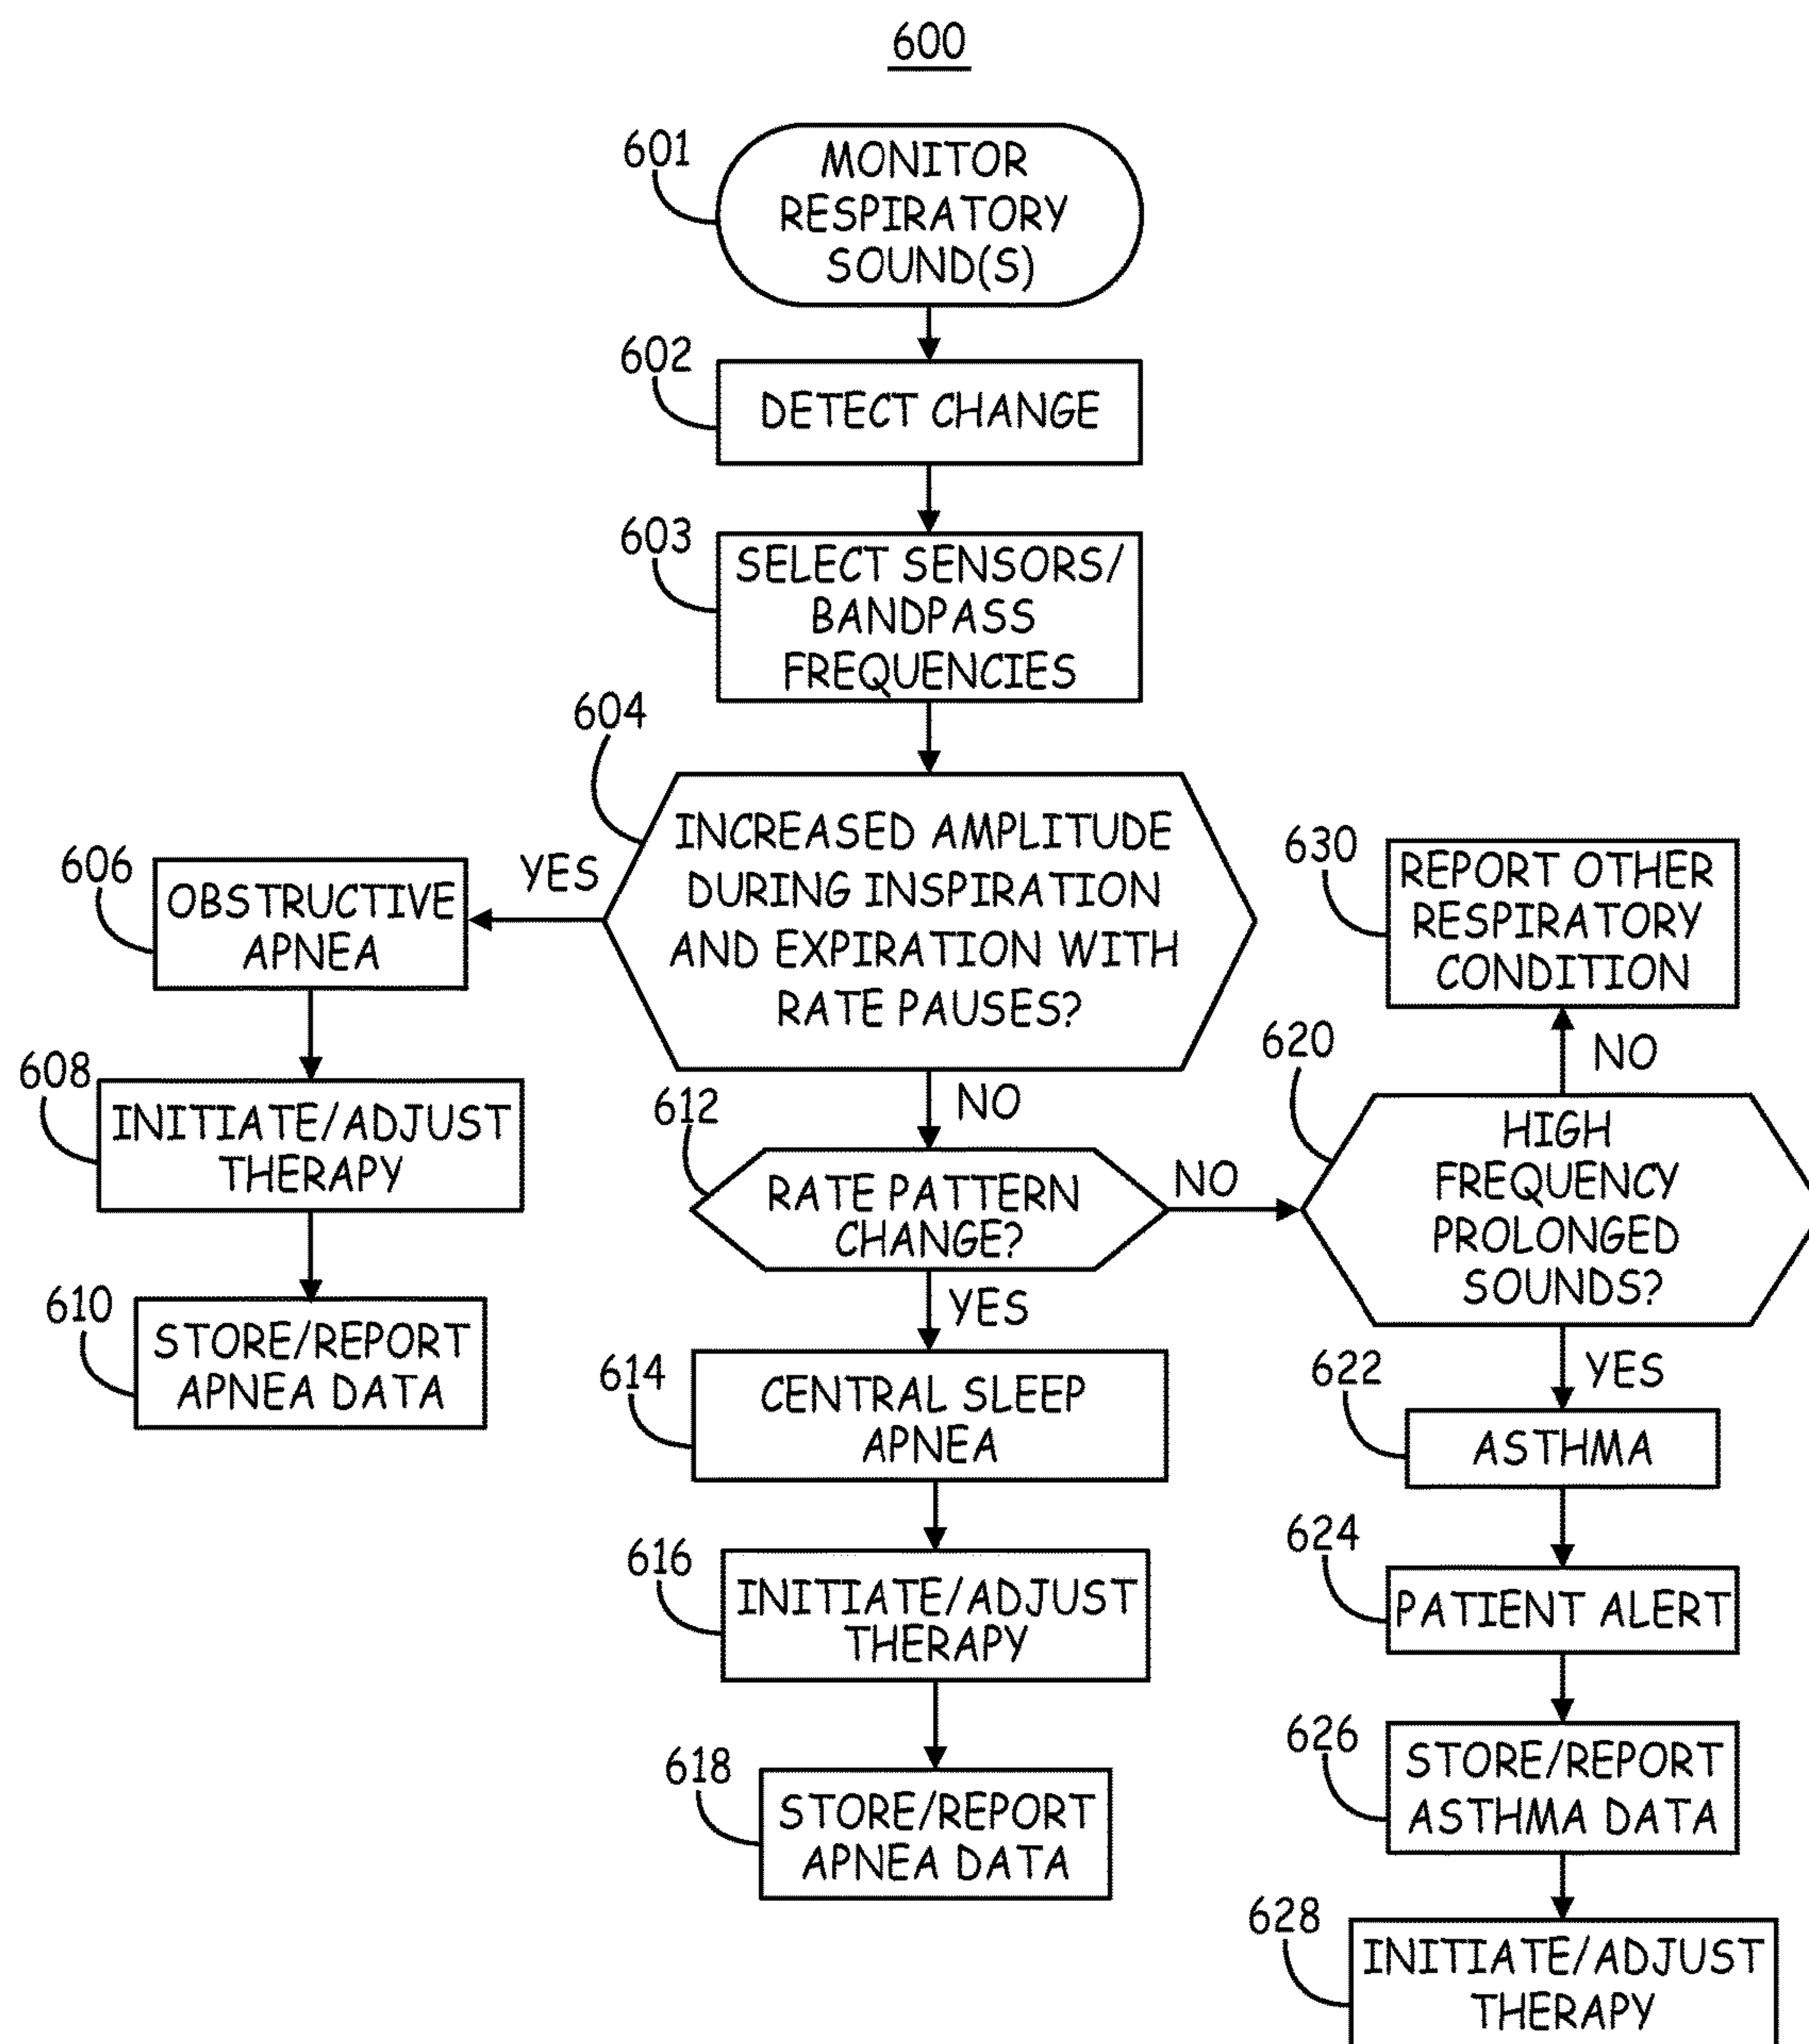 600
601
MONITOR
RESPIRATORY
SOUND(S)
602
DETECT CHANGE
603
SELECT SENSORS/
BANDPASS
FREQUENCIES
604
INCREASED AMPLITUDE
DURING INSPIRATION
AND EXPIRATION WITH
RATE PAUSES?
YES
606
OBSTRUCTIVE
APNEA
608
INITIATE/ADJUST
THERAPY
610
STORE/REPORT
APNEA DATA
NO
612
RATE PATTERN
CHANGE?
YES
614
CENTRAL SLEEP
APNEA
616
INITIATE/ADJUST
THERAPY
618
STORE/REPORT
APNEA DATA
NO
620
HIGH
FREQUENCY
PROLONGED
SOUNDS?
NO
630
REPORT OTHER
RESPIRATORY
CONDITION
YES
622
ASTHMA
624
PATIENT ALERT
626
STORE/REPORT
ASTHMA DATA
628
INITIATE/ADJUST
THERAPY